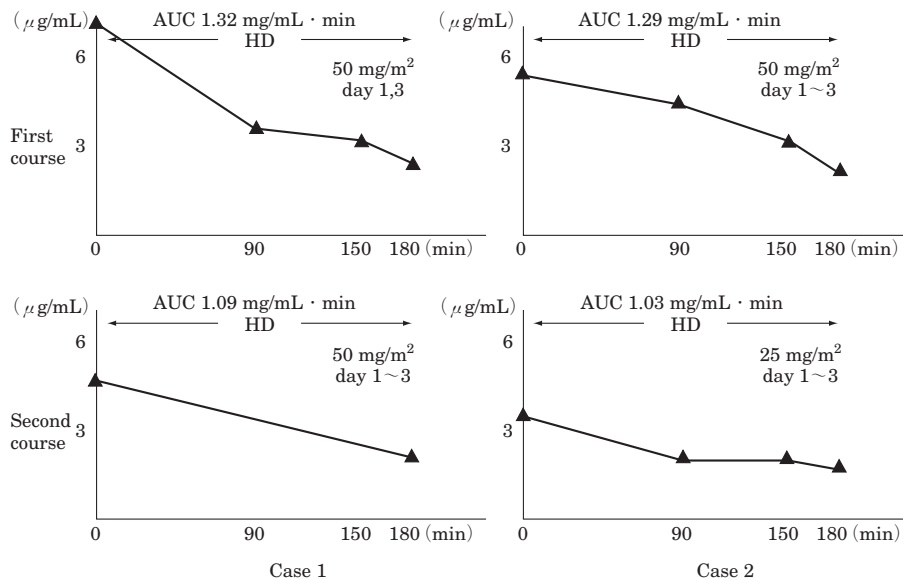 (μg/mL)
AUC 1.32 mg/mL · min
HD
6
50 mg/m²
day 1,3
First
course
3
0
90
150
180 (min)
(μg/mL)
AUC 1.29 mg/mL · min
HD
6
50 mg/m²
day 1~3
3
0
90
150
180 (min)
(μg/mL)
AUC 1.09 mg/mL · min
HD
6
50 mg/m²
day 1~3
Second
course
3
0
90
150
180 (min)
Case 1
(μg/mL)
AUC 1.03 mg/mL · min
HD
6
25 mg/m²
day 1~3
3
0
90
150
180 (min)
Case 2